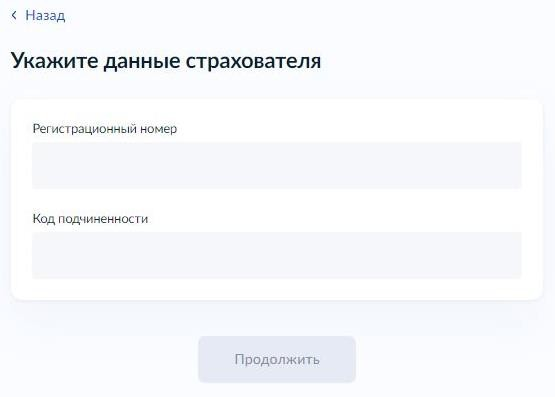 Назад
Укажите данные страхователя
Регистрационный номер
Код подчиненности
Продолжить